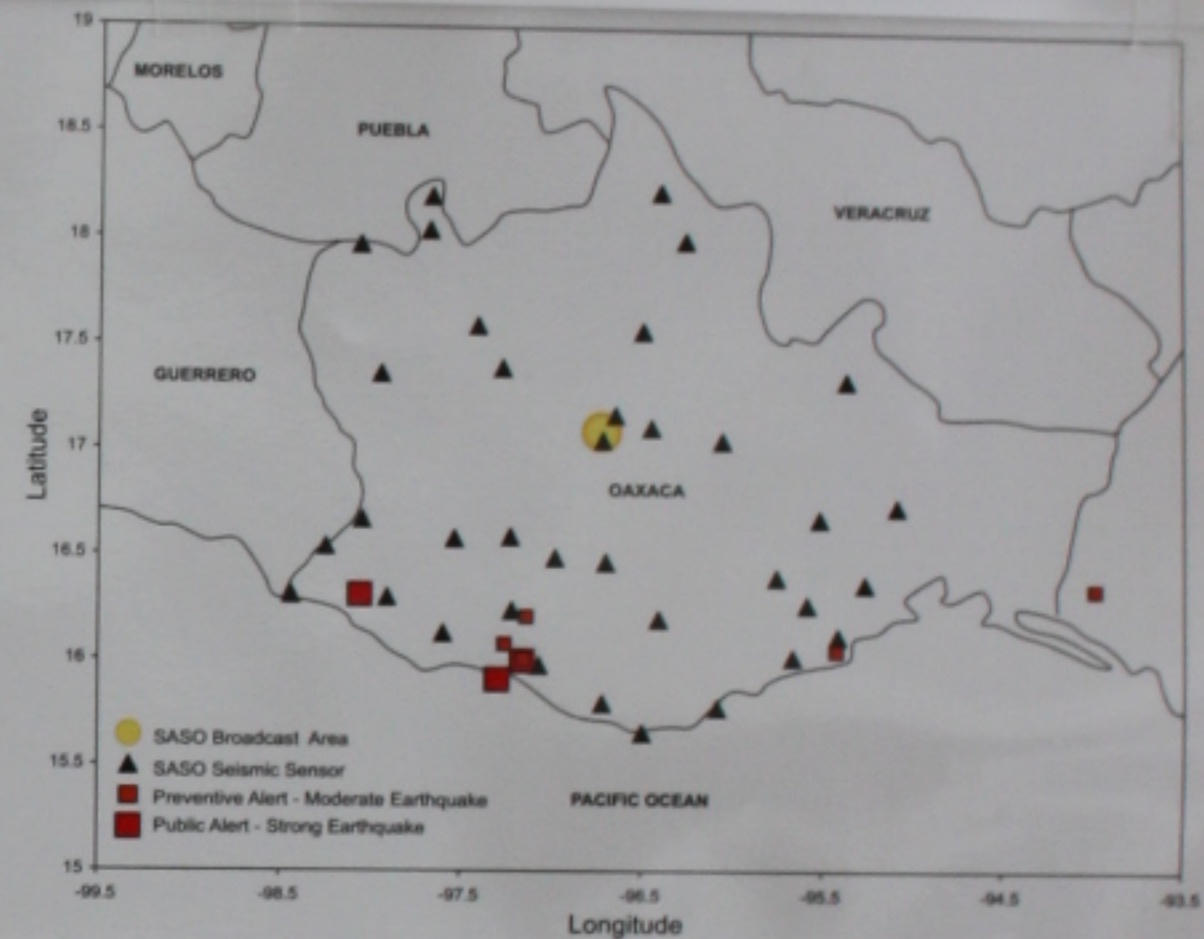 19
MORELOS
18.5
PUEBLA
VERACRUZ
18
17.5
GUERRERO
17
Latitude
OAXACA
16.5
16
SASO Broadcast Area
15.5
SASO Seismic Sensor
Preventive Alert - Moderate Earthquake
PACIFIC OCEAN
Public Alert - Strong Earthquake
15
-99.5 -98.5 -97.5 -96.5 -95.5 -94.5 -93.5
Longitude